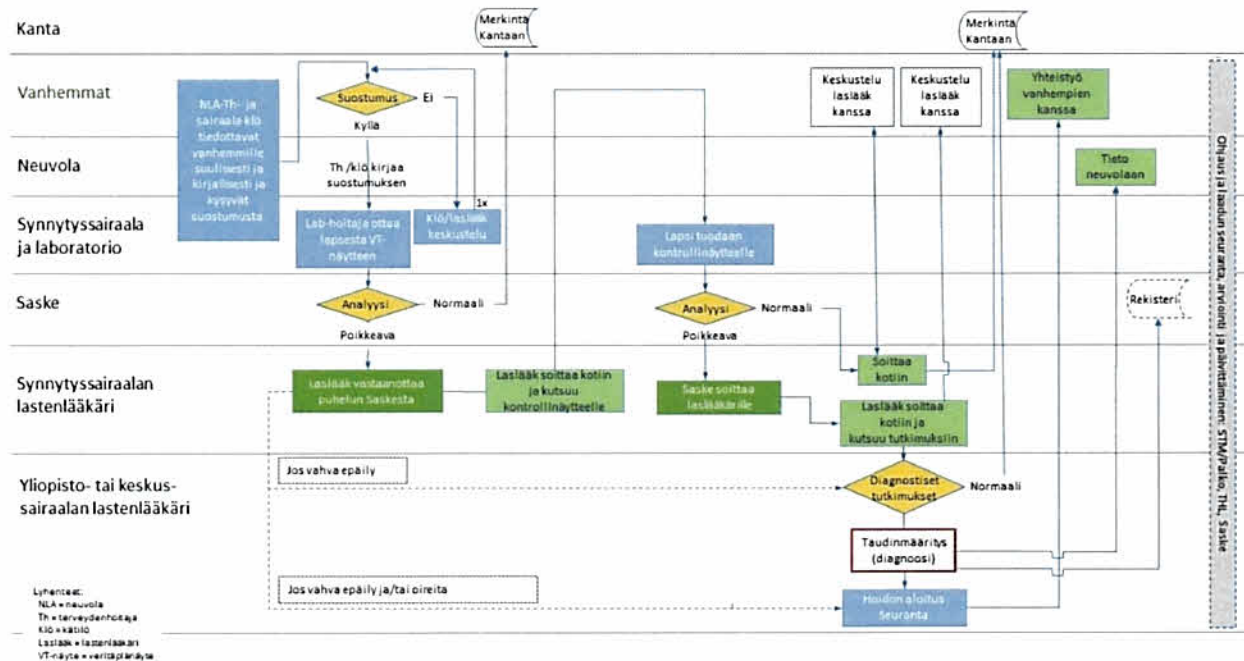 Kanta
Merkintä
Kantaan
Merkintä
Kantaan
Vanhemmat
NLA-Th- ja
sairaala klö
tiedottavat
vanhemmille
suullisesti ja
kirjallisesti ja
kysyvät
suostumusta
Suostumus
Ei
Kyllä
Keskustelu
laslääk
kanssa
Keskustelu
laslääk
kanssa
Yhteistyö
vanhempien
kanssa
Neuvola
Th /klö kirjaa
suostumuksen
Tieto
neuvolaan
Synnytyssairaala
ja laboratorio
Lab-hoitaja ottaa
lapsesta VT-
näytteen
1x
Klö/laslääk
keskustelu
Lapsi tuodaan
kontrollinäytteelle
Saske
Analyysi
Normaali
Poikkeava
Analyysi
Normaali
Poikkeava
Rekisteri
Synnytyssairaalan
lastenlääkäri
Laslääk vastaanottaa
puhelun Saskesta
Laslääk soittaa kotiin
ja kutsuu
kontrollinäytteelle
Saske soittaa
laslääkärille
Soittaa
kotiin
Laslääk soittaa
kotiin ja
kutsuu tutkimuksiin
Yliopisto- tai keskus-
sairaalan lastenlääkäri
Jos vahva epäily
Diagnostiset
tutkimukset
Normaali
Taudinmääritys
(diagnoosi)
Jos vahva epäily ja/tai oireita
Hoidon aloitus
Seuranta
Ohjaus ja laadun seuranta, arviointi ja päivittäminen: STM/Palko, THL, Saske
Lyhenteet:
NLA = neuvola
Th = terveydenhoitaja
Klö = kätilö
Laslääk = lastenlääkäri
VT-näyte = veritäplänäyte